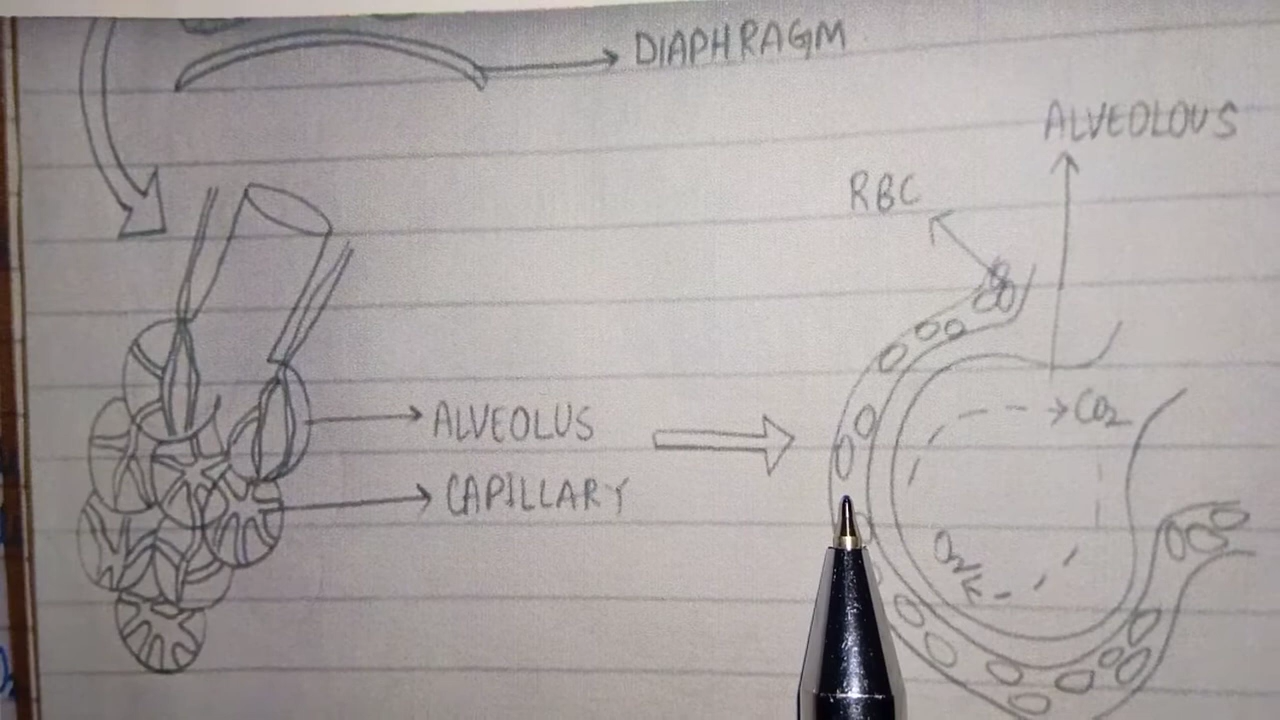 DIAPHRAGM
ALVEOLOUS
RBC
ALVEOLUS
CO2
CAPILLARY
O2